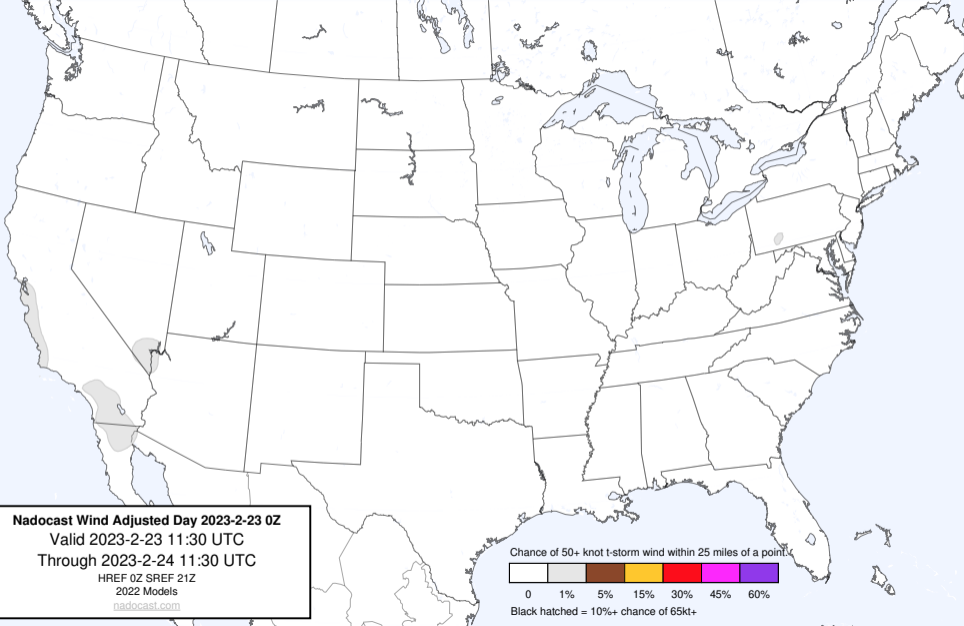 Nadocast Wind Adjusted Day 2023-2-23 0Z
Valid 2023-2-23 11:30 UTC
Through 2023-2-24 11:30 UTC
HREF 0Z SREF 21Z
2022 Models
nadocast.com
Chance of 50+ knot t-storm wind within 25 miles of a point.
0 1% 5% 15% 30% 45% 60%
Black hatched = 10%+ chance of 65kt+